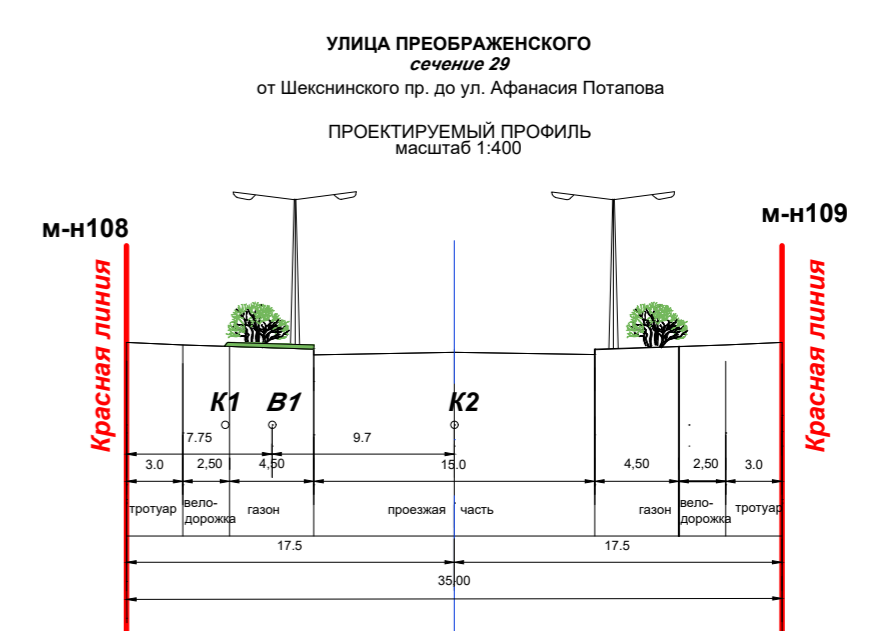 УЛИЦА ПРЕОБРАЖЕНСКОГО
сечение 29
от Шекснинского пр. до ул. Афанасия Потапова
ПРОЕКТИРУЕМЫЙ ПРОФИЛЬ
масштаб 1:400
м-н108
м-н109
Красная линия
Красная линия
К1
В1
К2
7.75
9.7
3.0
2,50
4,50
15.0
4,50
2,50
3.0
тротуар
вело-
дорожка
газон
проезжая часть
газон
вело-
дорожка
тротуар
17.5
17.5
35.00